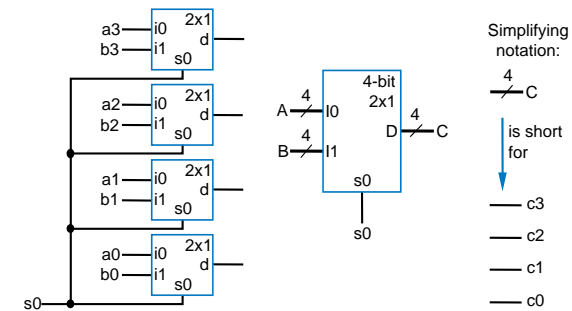 a3 i0 2x1
b3 i1 d
s0
a2 i0 2x1
b2 i1 d
s0
a1 i0 2x1
b1 i1 d
s0
a0 i0 2x1
b0 i1 d
s0
s0
4-bit
2x1
4
A I0
4
B I1
D
4
C
s0
s0
Simplifying
notation:
4
C
is short
for
c3
c2
c1
c0